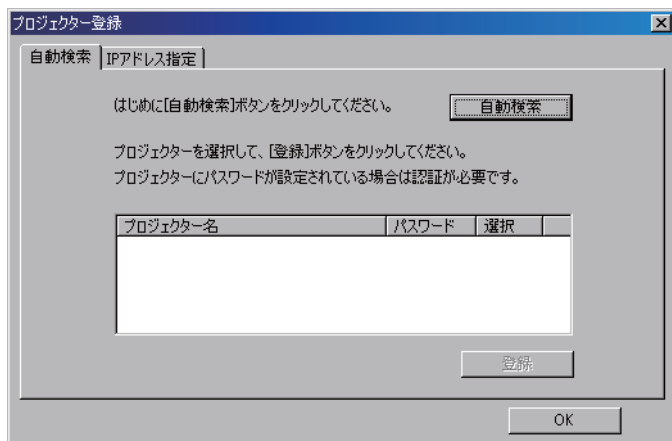 プロジェクター登録
自動検索
IPアドレス指定
はじめに[自動検索]ボタンをクリックしてください。
自動検索
プロジェクターを選択して、[登録]ボタンをクリックしてください。
プロジェクターにパスワードが設定されている場合は認証が必要です。
プロジェクター名 パスワード 選択
登録
OK